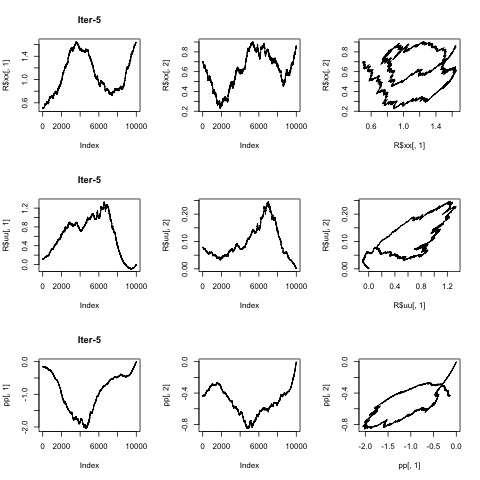 Iter-5
R$xx[, 1]
0.6 1.0 1.4
0 2000 6000 10000
Index
R$xx[, 2]
0.2 0.4 0.6 0.8
0 2000 6000 10000
Index
R$xx[, 2]
0.2 0.4 0.6 0.8
0.6 1.0 1.4
R$xx[, 1]
Iter-5
R$uu[, 1]
0.0 0.4 0.8 1.2
0 2000 6000 10000
Index
R$uu[, 2]
0.00 0.10 0.20
0 2000 6000 10000
Index
R$uu[, 2]
0.00 0.10 0.20
0.0 0.4 0.8 1.2
R$uu[, 1]
Iter-5
pp[, 1]
-2.0 -1.0 0.0
0 2000 6000 10000
Index
pp[, 2]
-0.8 -0.4 0.0
0 2000 6000 10000
Index
pp[, 2]
-0.8 -0.4 0.0
-2.0 -1.5 -1.0 -0.5 0.0
pp[, 1]